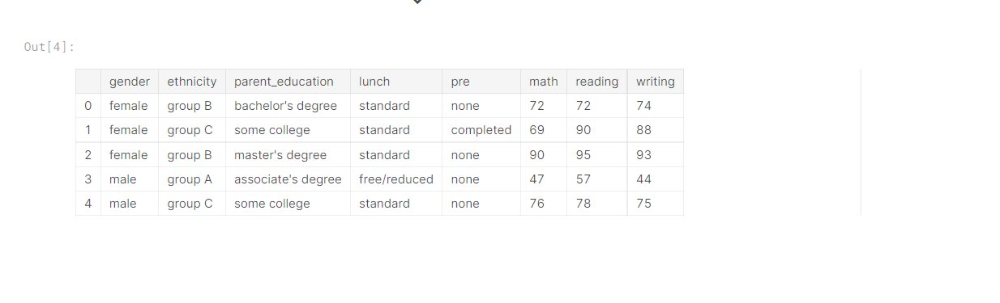 Out[4]:
gender ethnicity parent_education lunch pre math reading writing
0 female group B bachelor's degree standard none 72 72 74
1 female group C some college standard completed 69 90 88
2 female group B master's degree standard none 90 95 93
3 male group A associate's degree free/reduced none 47 57 44
4 male group C some college standard none 76 78 75